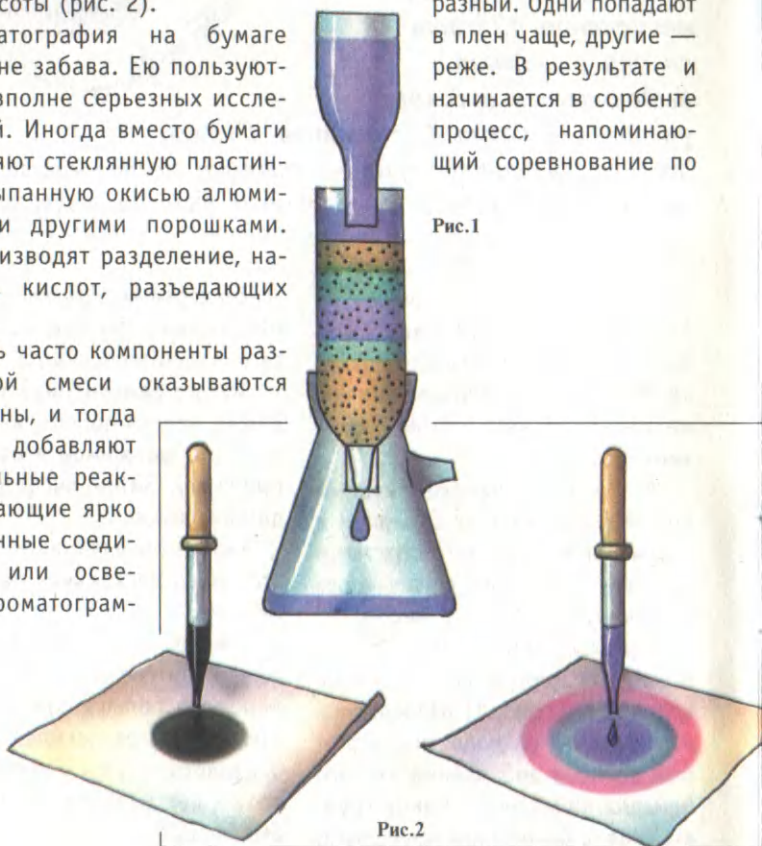 соты (рис. 2).
атография на бумаге
не забава. Ею пользуют-
вполне серьезных иссле-
й. Иногда вместо бумаги
яют стеклянную пластин-
ыпанную окисью алюми-
и другими порошками.
изводят разделение, на-
кислот, разъедающих
ь часто компоненты раз-
ой смеси оказываются
ны, и тогда
добавляют
льные реак-
ающие ярко
нные соеди-
или осве-
роматограм-
разный. Одни попадают
в плен чаще, другие —
реже. В результате и
начинается в сорбенте
процесс, напоминаю-
щий соревнование по
Рис.1
Рис.2